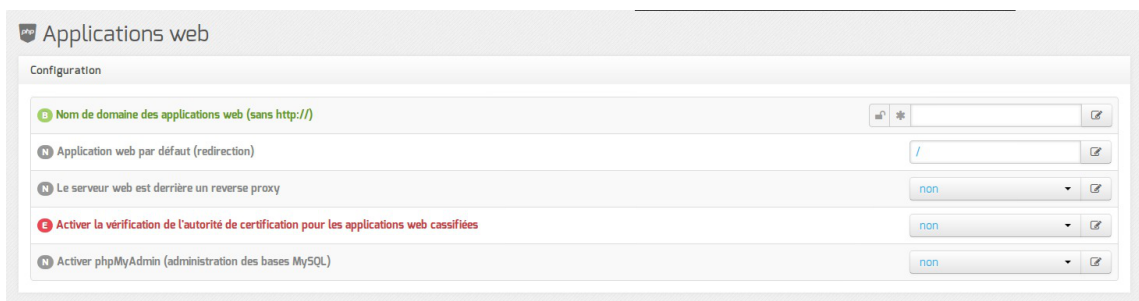 php Applications web
Configuration
B Nom de domaine des applications web (sans http://)
N Application web par défaut (redirection) /
N Le serveur web est derrière un reverse proxy non
E Activer la vérification de l'autorité de certification pour les applications web cassifiées non
N Activer phpMyAdmin (administration des bases MySQL) non